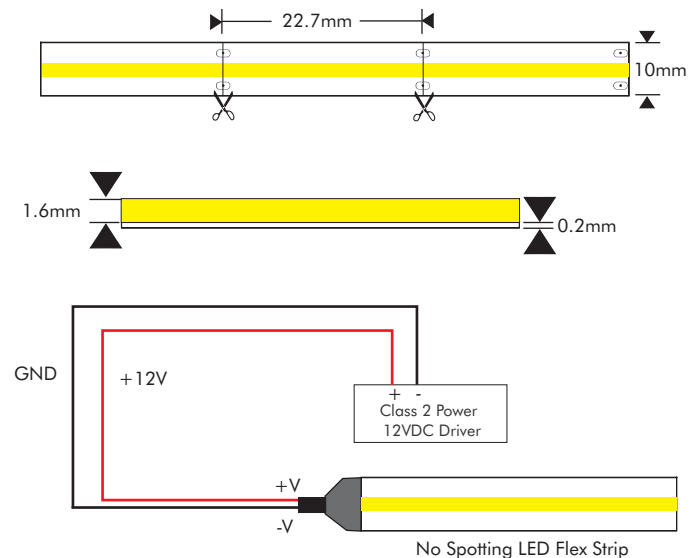 22.7mm
10mm
1.6mm
0.2mm
GND
+12V
+ -
Class 2 Power
12VDC Driver
+V
-V
No Spotting LED Flex Strip